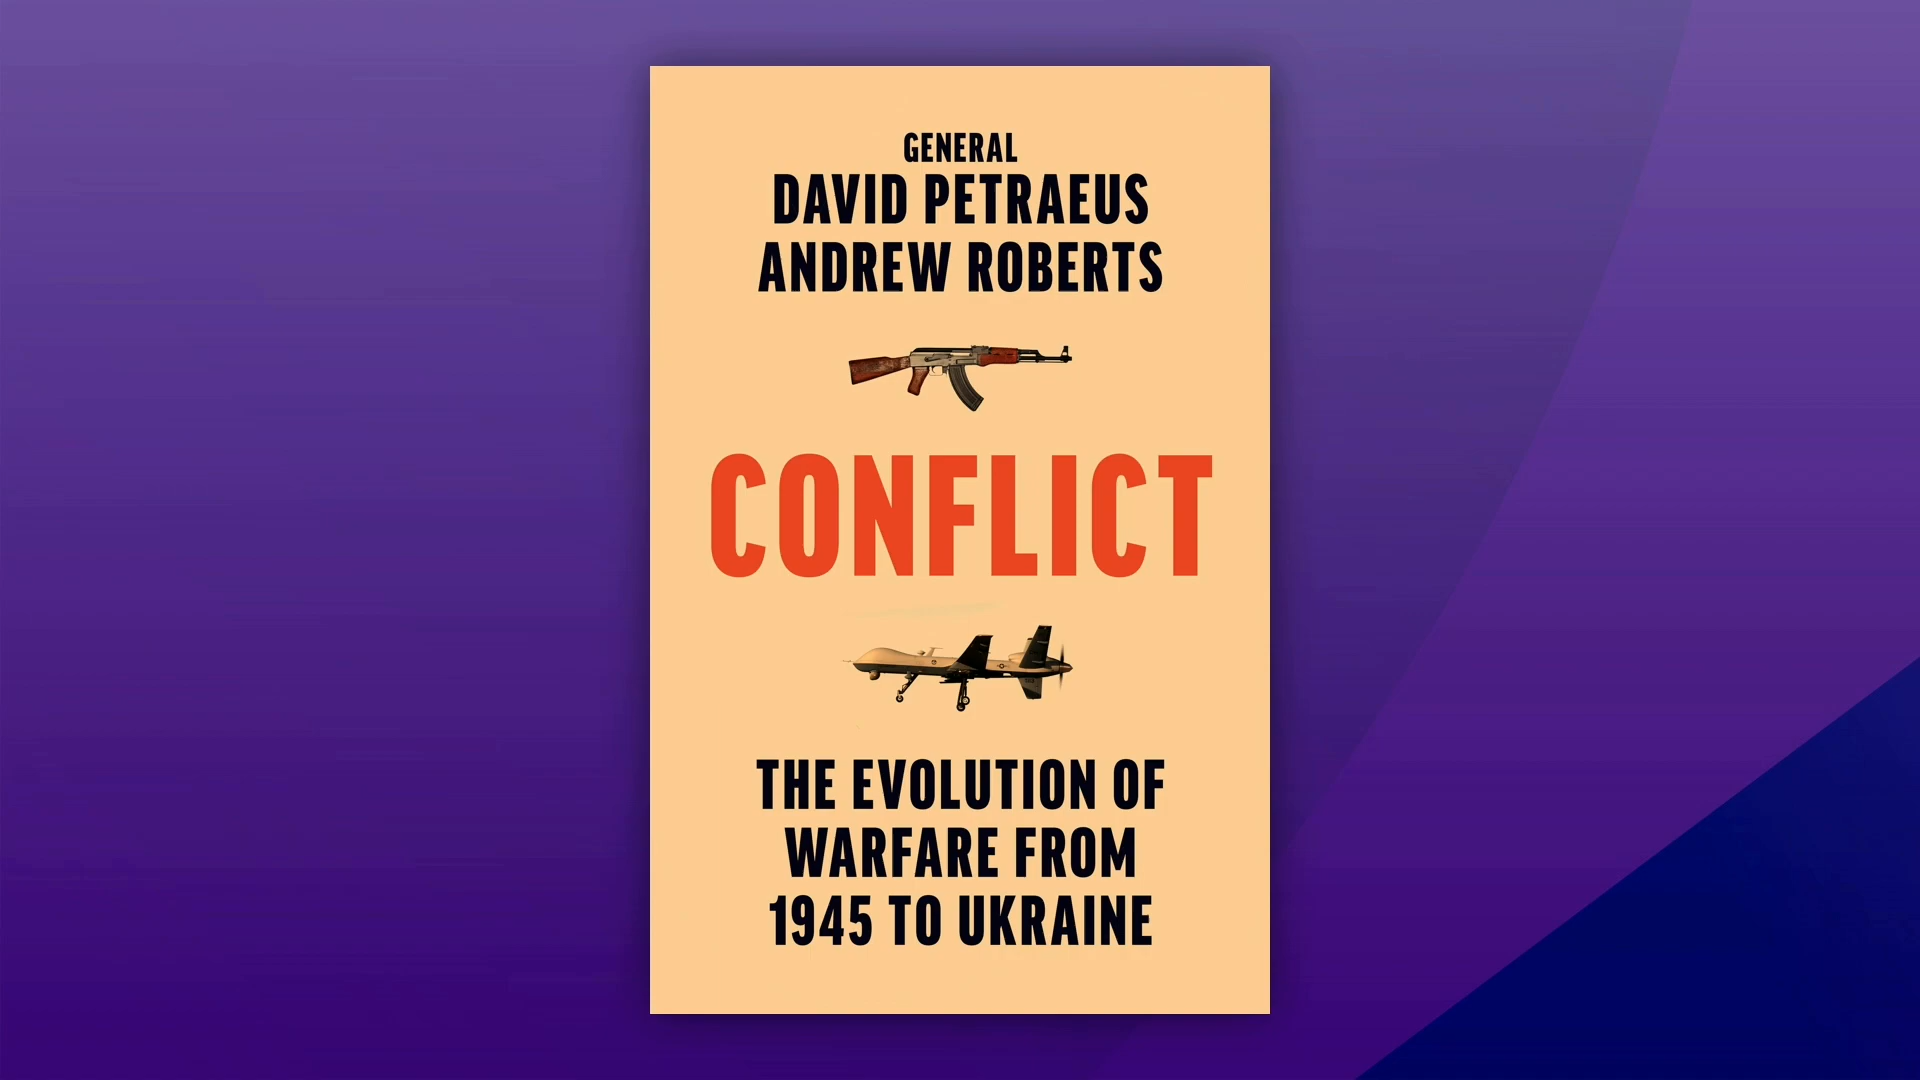 GENERAL
DAVID PETRAEUS
ANDREW ROBERTS
CONFLICT
THE EVOLUTION OF
WARFARE FROM
1945 TO UKRAINE